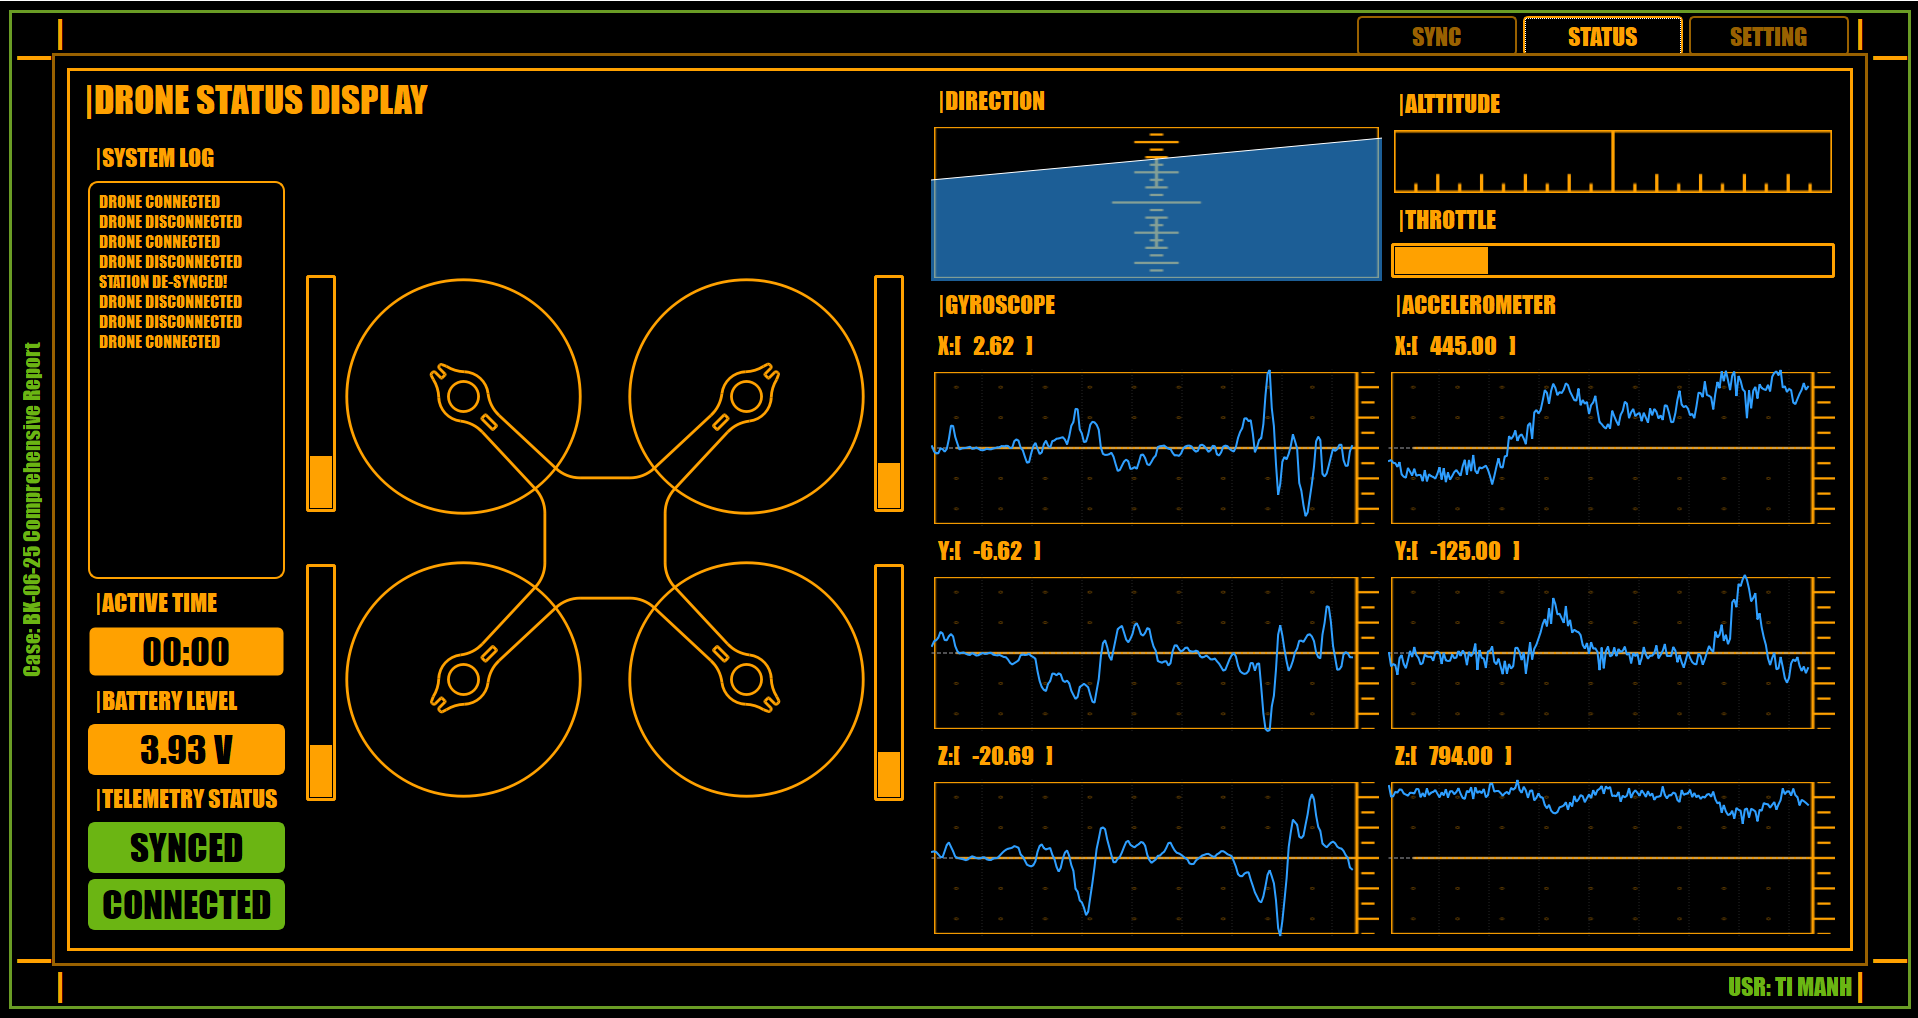 SYNC
STATUS
SETTING
|DRONE STATUS DISPLAY
|SYSTEM LOG
DRONE CONNECTED
DRONE DISCONNECTED
DRONE CONNECTED
DRONE DISCONNECTED
STATION DE-SYNCED!
DRONE DISCONNECTED
DRONE DISCONNECTED
DRONE CONNECTED
|ACTIVE TIME
00:00
|BATTERY LEVEL
3.93 V
|TELEMETRY STATUS
SYNCED
CONNECTED
|DIRECTION
|ALTTITUDE
|THROTTLE
|GYROSCOPE
X:[ 2.62 ]
Y:[ -6.62 ]
Z:[ -20.69 ]
|ACCELEROMETER
X:[ 445.00 ]
Y:[ -125.00 ]
Z:[ 794.00 ]
Case: BK-06-25 Comprehensive Report
USR: TI MANH